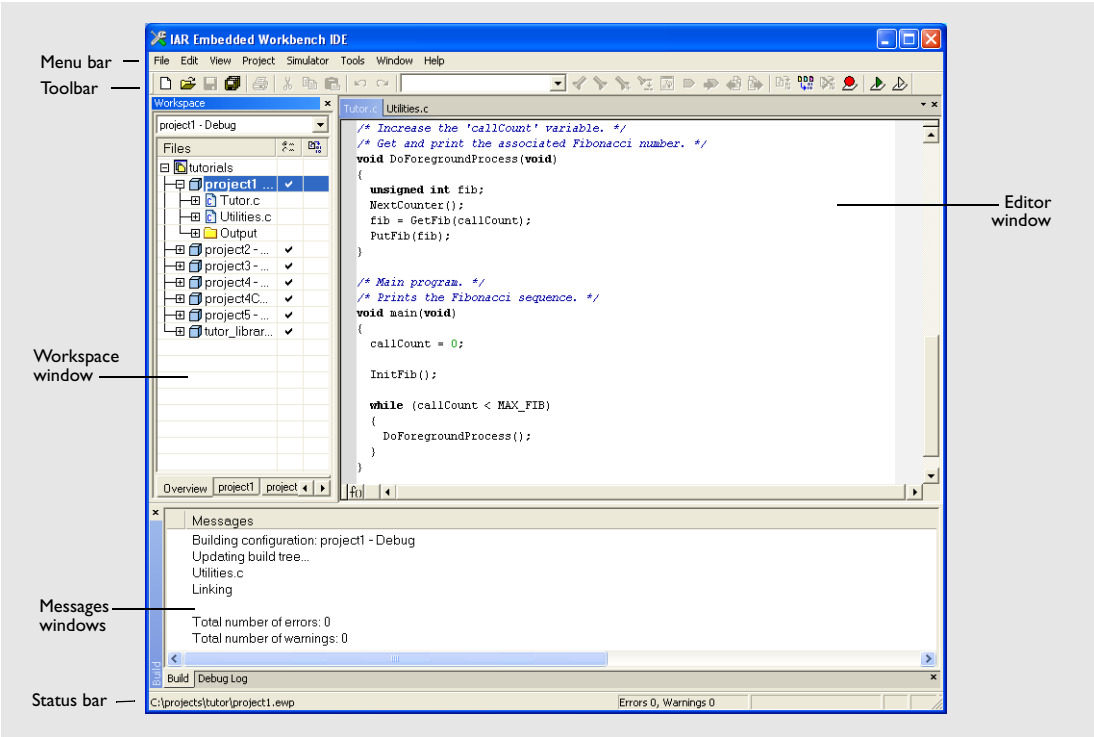 IAR Embedded Workbench IDE
Menu bar
File Edit View Project Simulator Tools Window Help
Toolbar
Workspace
project1 - Debug
Files
tutorials
project1 ...
Tutor.c
Utilities.c
Output
project2 - ...
project3 - ...
project4 - ...
project4C...
project5 - ...
tutor_librar...
Workspace
window
Overview project1 project
Tutor.c Utilities.c
/* Increase the 'callCount' variable. */
/* Get and print the associated Fibonacci number. */
void DoForegroundProcess(void)
{
unsigned int fib;
NextCounter();
fib = GetFib(callCount);
PutFib(fib);
}
/* Main program. */
/* Prints the Fibonacci sequence. */
void main(void)
{
callCount = 0;
InitFib();
while (callCount < MAX_FIB)
{
DoForegroundProcess();
}
}
f()
Editor
window
Messages
Building configuration: project1 - Debug
Updating build tree...
Utilities.c
Linking
Total number of errors: 0
Total number of warnings: 0
Messages
windows
Build
Build Debug Log
Status bar
C:\projects\tutor\project1.ewp
Errors 0, Warnings 0